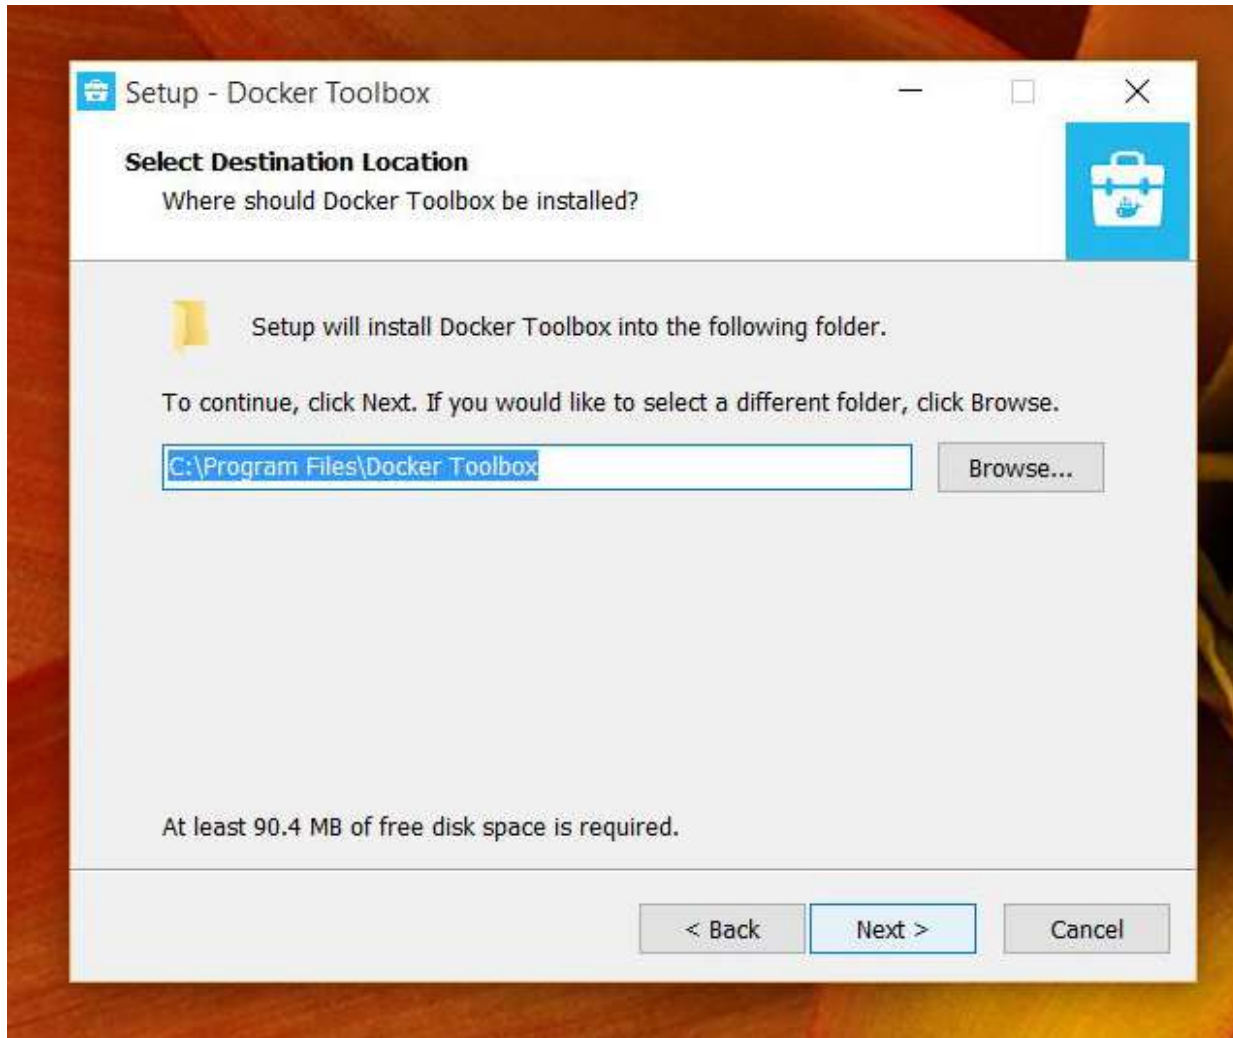 Setup - Docker Toolbox
Select Destination Location
Where should Docker Toolbox be installed?
Setup will install Docker Toolbox into the following folder.
To continue, click Next. If you would like to select a different folder, click Browse.
C:\Program Files\Docker Toolbox
Browse...
At least 90.4 MB of free disk space is required.
< Back
Next >
Cancel